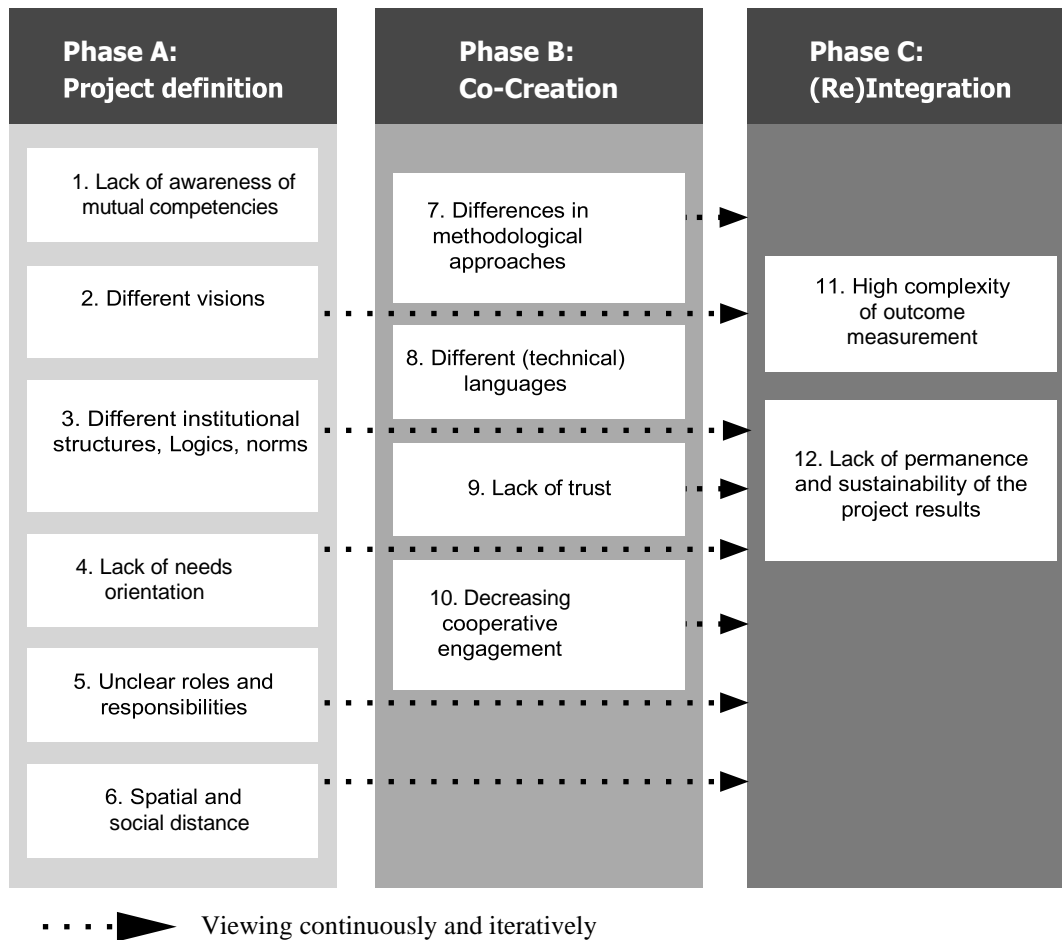 Phase A:
Project definition
1. Lack of awareness of
mutual competencies
2. Different visions
3. Different institutional
structures, Logics, norms
4. Lack of needs
orientation
5. Unclear roles and
responsibilities
6. Spatial and
social distance
Phase B:
Co-Creation
7. Differences in
methodological
approaches
8. Different (technical)
languages
9. Lack of trust
10. Decreasing
cooperative
engagement
Phase C:
(Re)Integration
11. High complexity
of outcome
measurement
12. Lack of permanence
and sustainability of the
project results
Viewing continuously and iteratively